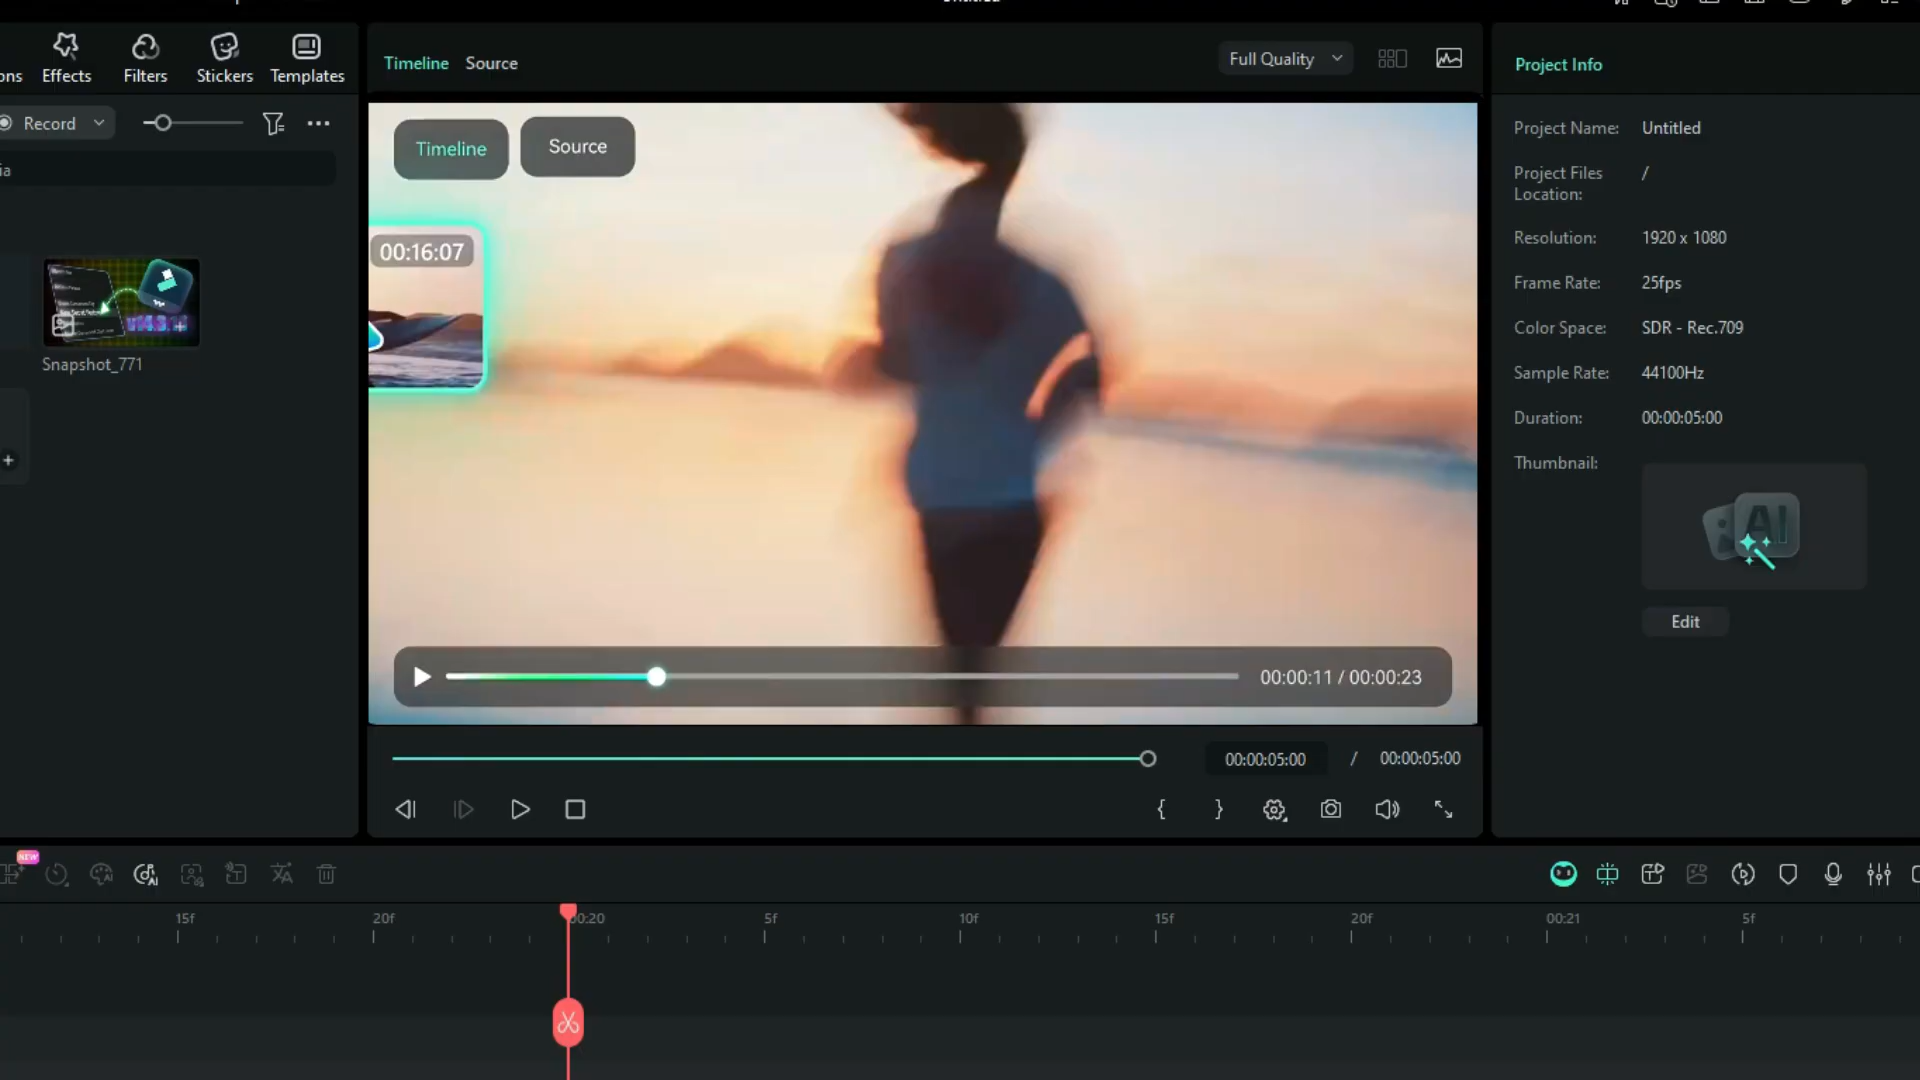 Untitled
ons Effects Filters Stickers Templates
Record
ia
Snapshot_771
Timeline Source
Full Quality
Timeline Source
00:16:07
00:00:11 / 00:00:23
00:00:05:00 / 00:00:05:00
{ }
Project Info
Project Name: Untitled
Project Files Location: /
Resolution: 1920 x 1080
Frame Rate: 25fps
Color Space: SDR - Rec.709
Sample Rate: 44100Hz
Duration: 00:00:05:00
Thumbnail:
AI
Edit
NEW
15f 20f 00:20 5f 10f 15f 20f 00:21 5f